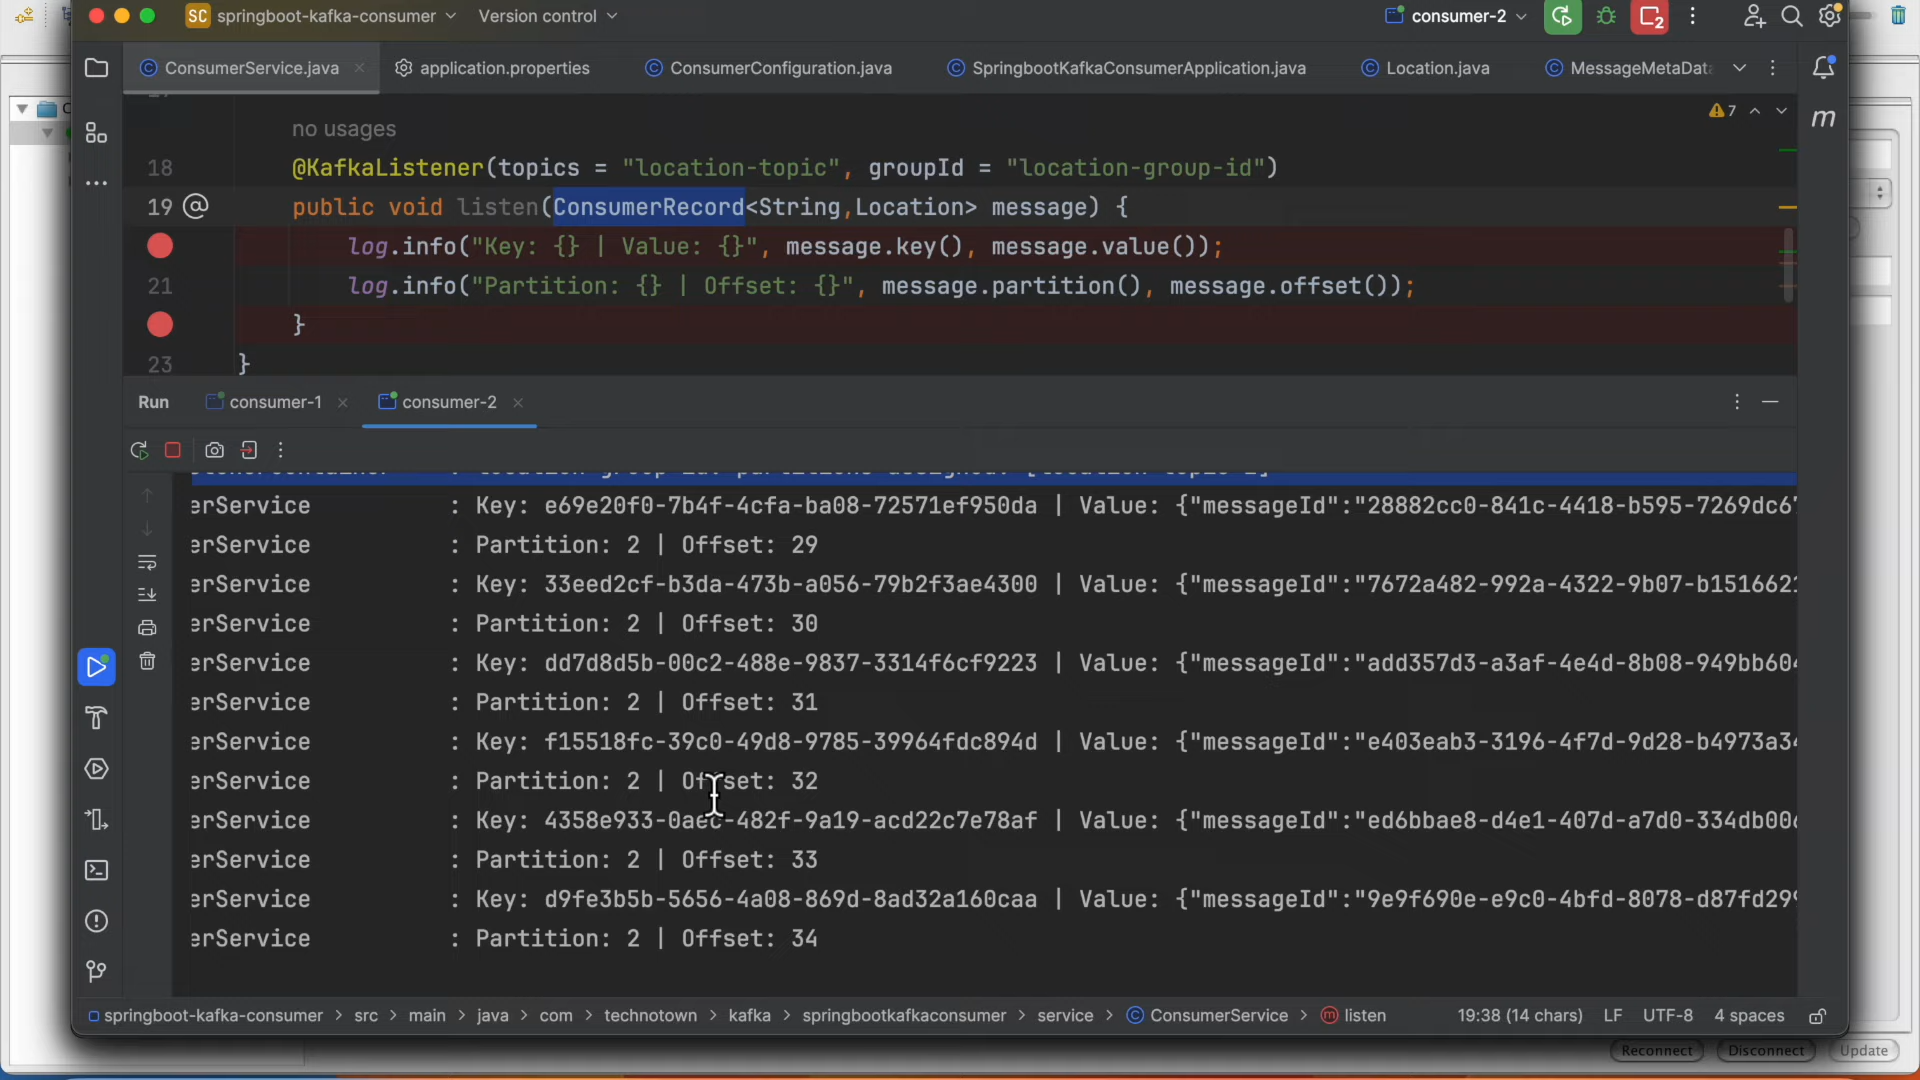 SC springboot-kafka-consumer Version control consumer-2
ConsumerService.java application.properties ConsumerConfiguration.java SpringbootKafkaConsumerApplication.java Location.java MessageMetaData
no usages
7
18 @KafkaListener(topics = "location-topic", groupId = "location-group-id")
19 public void listen(ConsumerRecord<String,Location> message) {
log.info("Key: {} | Value: {}", message.key(), message.value());
21 log.info("Partition: {} | Offset: {}", message.partition(), message.offset());
}
23 }
Run consumer-1 consumer-2
erService : Key: e69e20f0-7b4f-4cfa-ba08-72571ef950da | Value: {"messageId":"28882cc0-841c-4418-b595-7269dc6
erService : Partition: 2 | Offset: 29
erService : Key: 33eed2cf-b3da-473b-a056-79b2f3ae4300 | Value: {"messageId":"7672a482-992a-4322-9b07-b151662
erService : Partition: 2 | Offset: 30
erService : Key: dd7d8d5b-00c2-488e-9837-3314f6cf9223 | Value: {"messageId":"add357d3-a3af-4e4d-8b08-949bb60
erService : Partition: 2 | Offset: 31
erService : Key: f15518fc-39c0-49d8-9785-39964fdc894d | Value: {"messageId":"e403eab3-3196-4f7d-9d28-b4973a3
erService : Partition: 2 | Offset: 32
erService : Key: 4358e933-0aec-482f-9a19-acd22c7e78af | Value: {"messageId":"ed6bbae8-d4e1-407d-a7d0-334db00
erService : Partition: 2 | Offset: 33
erService : Key: d9fe3b5b-5656-4a08-869d-8ad32a160caa | Value: {"messageId":"9e9f690e-e9c0-4bfd-8078-d87fd29
erService : Partition: 2 | Offset: 34
springboot-kafka-consumer > src > main > java > com > technotown > kafka > springbootkafkaconsumer > service > ConsumerService > listen 19:38 (14 chars) LF UTF-8 4 spaces
Reconnect Disconnect Update